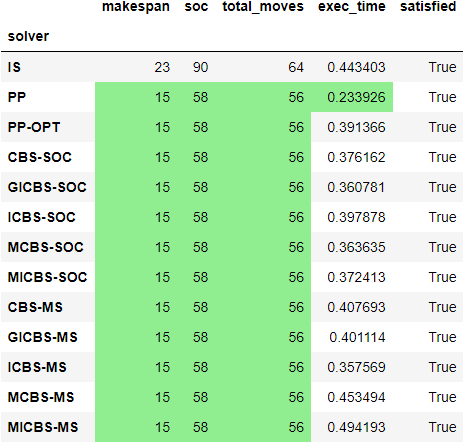 makespan soc total_moves exec_time satisfied
solver
IS 23 90 64 0.443403 True
PP 15 58 56 0.233926 True
PP-OPT 15 58 56 0.391366 True
CBS-SOC 15 58 56 0.376162 True
GICBS-SOC 15 58 56 0.360781 True
ICBS-SOC 15 58 56 0.397878 True
MCBS-SOC 15 58 56 0.363635 True
MICBS-SOC 15 58 56 0.372413 True
CBS-MS 15 58 56 0.407693 True
GICBS-MS 15 58 56 0.401114 True
ICBS-MS 15 58 56 0.357569 True
MCBS-MS 15 58 56 0.453494 True
MICBS-MS 15 58 56 0.494193 True